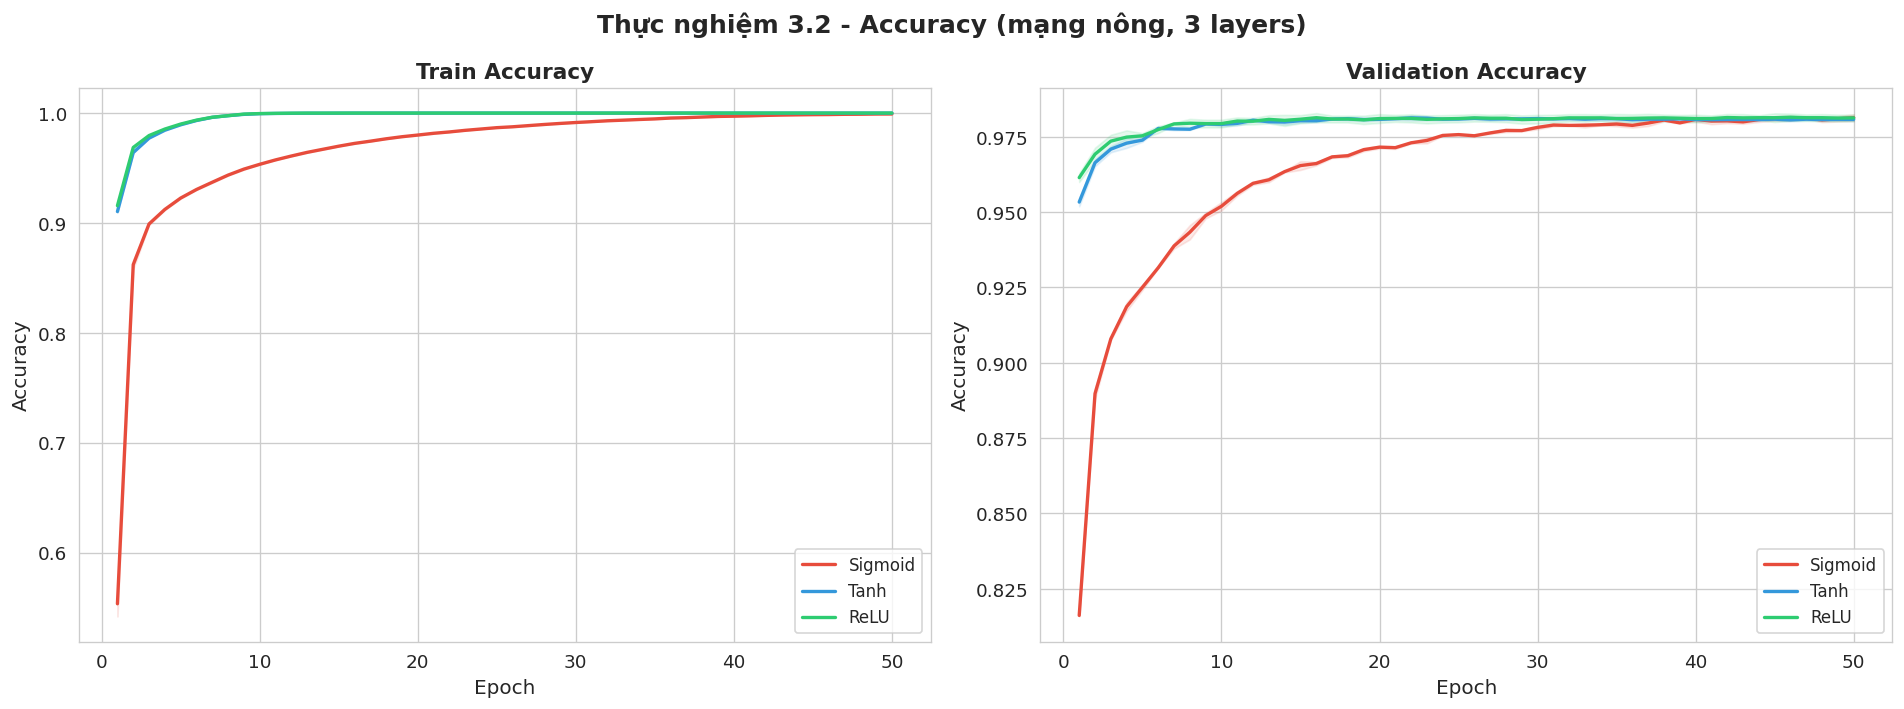 Thực nghiệm 3.2 - Accuracy (mạng nông, 3 layers)
Train Accuracy
Accuracy
1.0
0.9
0.8
0.7
0.6
0 10 20 30 40 50
Epoch
Sigmoid
Tanh
ReLU
Validation Accuracy
Accuracy
0.975
0.950
0.925
0.900
0.875
0.850
0.825
0 10 20 30 40 50
Epoch
Sigmoid
Tanh
ReLU